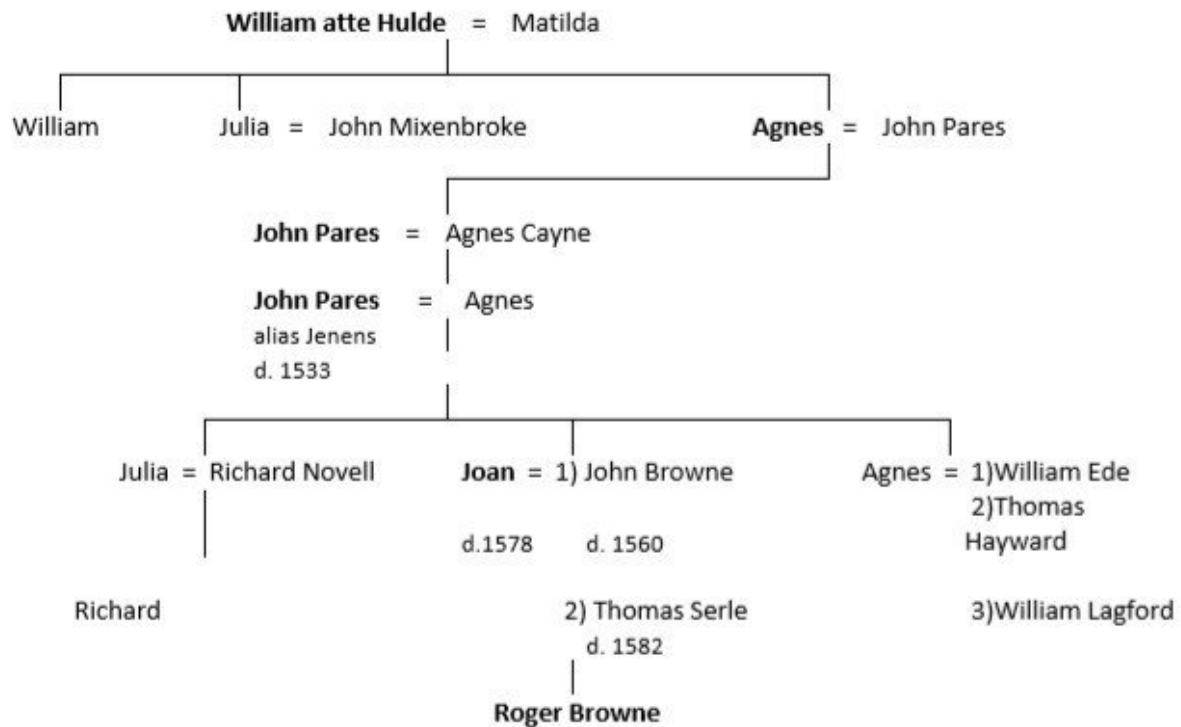 William atte Hulde = Matilda
William Julia = John Mixenbroke Agnes = John Pares
John Pares = Agnes Cayne
John Pares = Agnes
alias Jenens
d. 1533
Julia = Richard Novell Joan = 1) John Browne Agnes = 1)William Ede
2)Thomas
d.1578 d. 1560 Hayward
Richard 2) Thomas Serle 3)William Lagford
d. 1582
Roger Browne